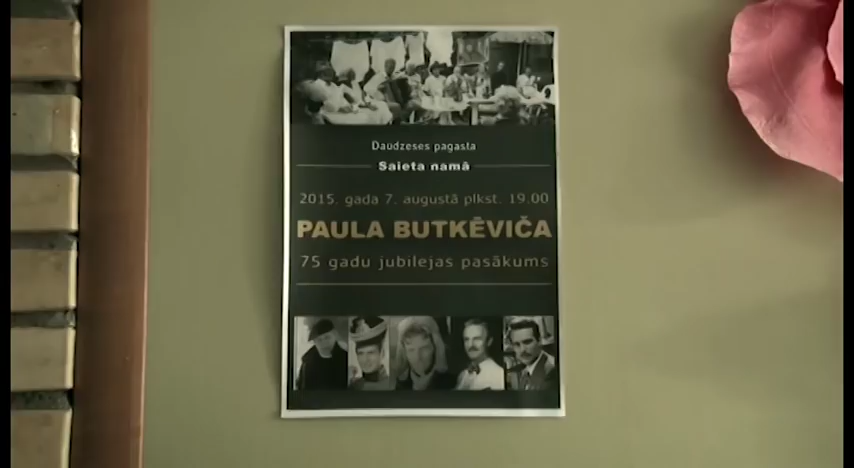 Daudzeses pagasta
Saieta namā
2015. gada 7. augustā plkst. 19.00
PAULA BUTKĒVIČA
75 gadu jubilejas pasākums